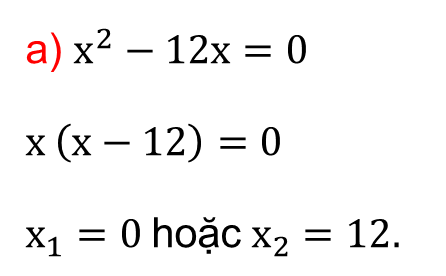 a) x² − 12x = 0
x (x − 12) = 0
x₁ = 0 hoặc x₂ = 12.